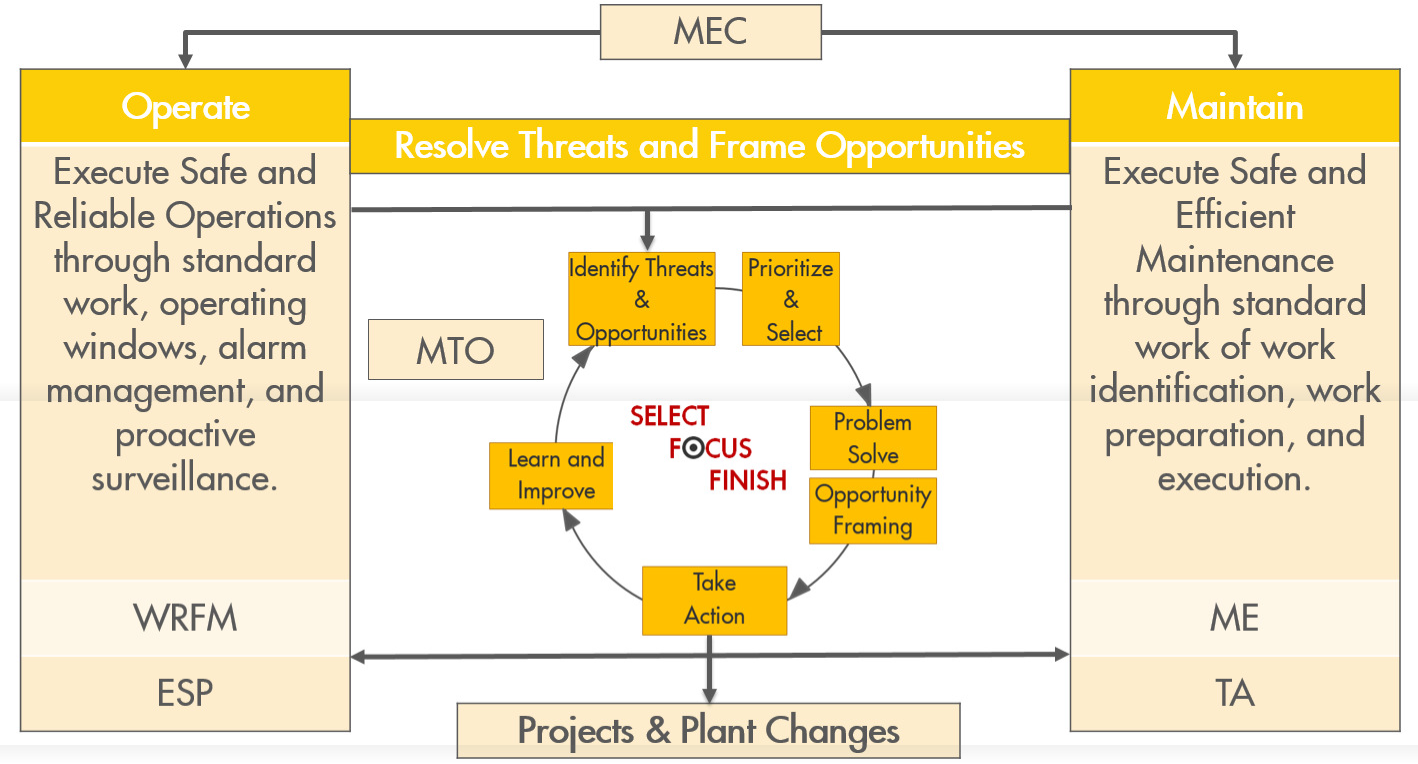 MEC
Operate
Execute Safe and
Reliable Operations
through standard
work, operating
windows, alarm
management, and
proactive
surveillance.
WRFM
ESP
Resolve Threats and Frame Opportunities
MTO
Identify Threats
&
Opportunities
Prioritize
&
Select
Problem
Solve
Opportunity
Framing
Take
Action
Learn and
Improve
SELECT
FOCUS
FINISH
Projects & Plant Changes
Maintain
Execute Safe and
Efficient
Maintenance
through standard
work of work
identification, work
preparation, and
execution.
ME
TA